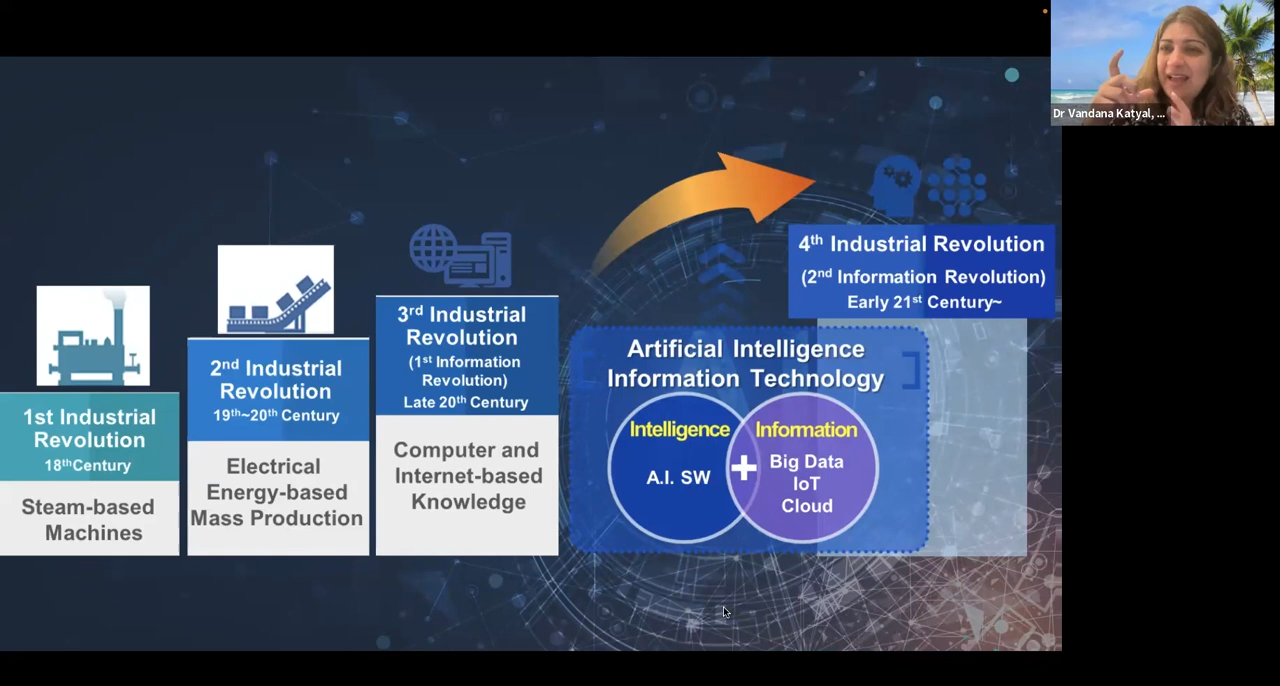 Dr Vandana Katyal, ...
1st Industrial
Revolution
18thCentury
Steam-based
Machines
2nd Industrial
Revolution
19th~20th Century
Electrical
Energy-based
Mass Production
3rd Industrial
Revolution
(1st Information
Revolution)
Late 20th Century
Computer and
Internet-based
Knowledge
Artificial Intelligence
Information Technology
Intelligence
A.I. SW
+
Information
Big Data
IoT
Cloud
4th Industrial Revolution
(2nd Information Revolution)
Early 21st Century~